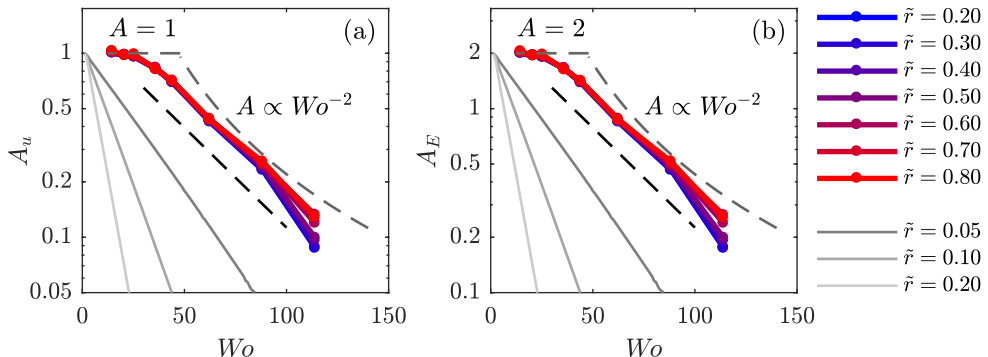 A = 1
(a)
A ∝ Wo⁻²
1
0.5
0.2
0.1
0.05
A_u
0
50
100
150
Wo
A = 2
(b)
A ∝ Wo⁻²
2
1
0.5
0.2
0.1
A_E
0
50
100
150
Wo
r̃ = 0.20
r̃ = 0.30
r̃ = 0.40
r̃ = 0.50
r̃ = 0.60
r̃ = 0.70
r̃ = 0.80
r̃ = 0.05
r̃ = 0.10
r̃ = 0.20